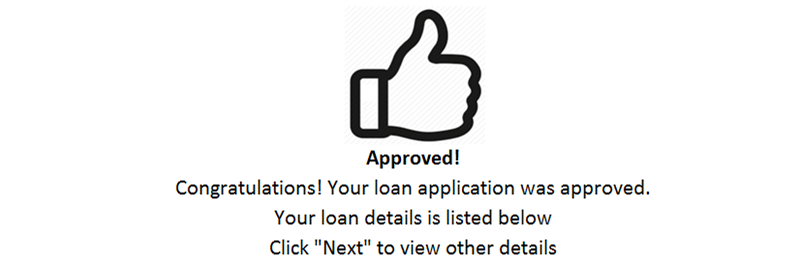 Approved!
Congratulations! Your loan application was approved.
Your loan details is listed below
Click "Next" to view other details